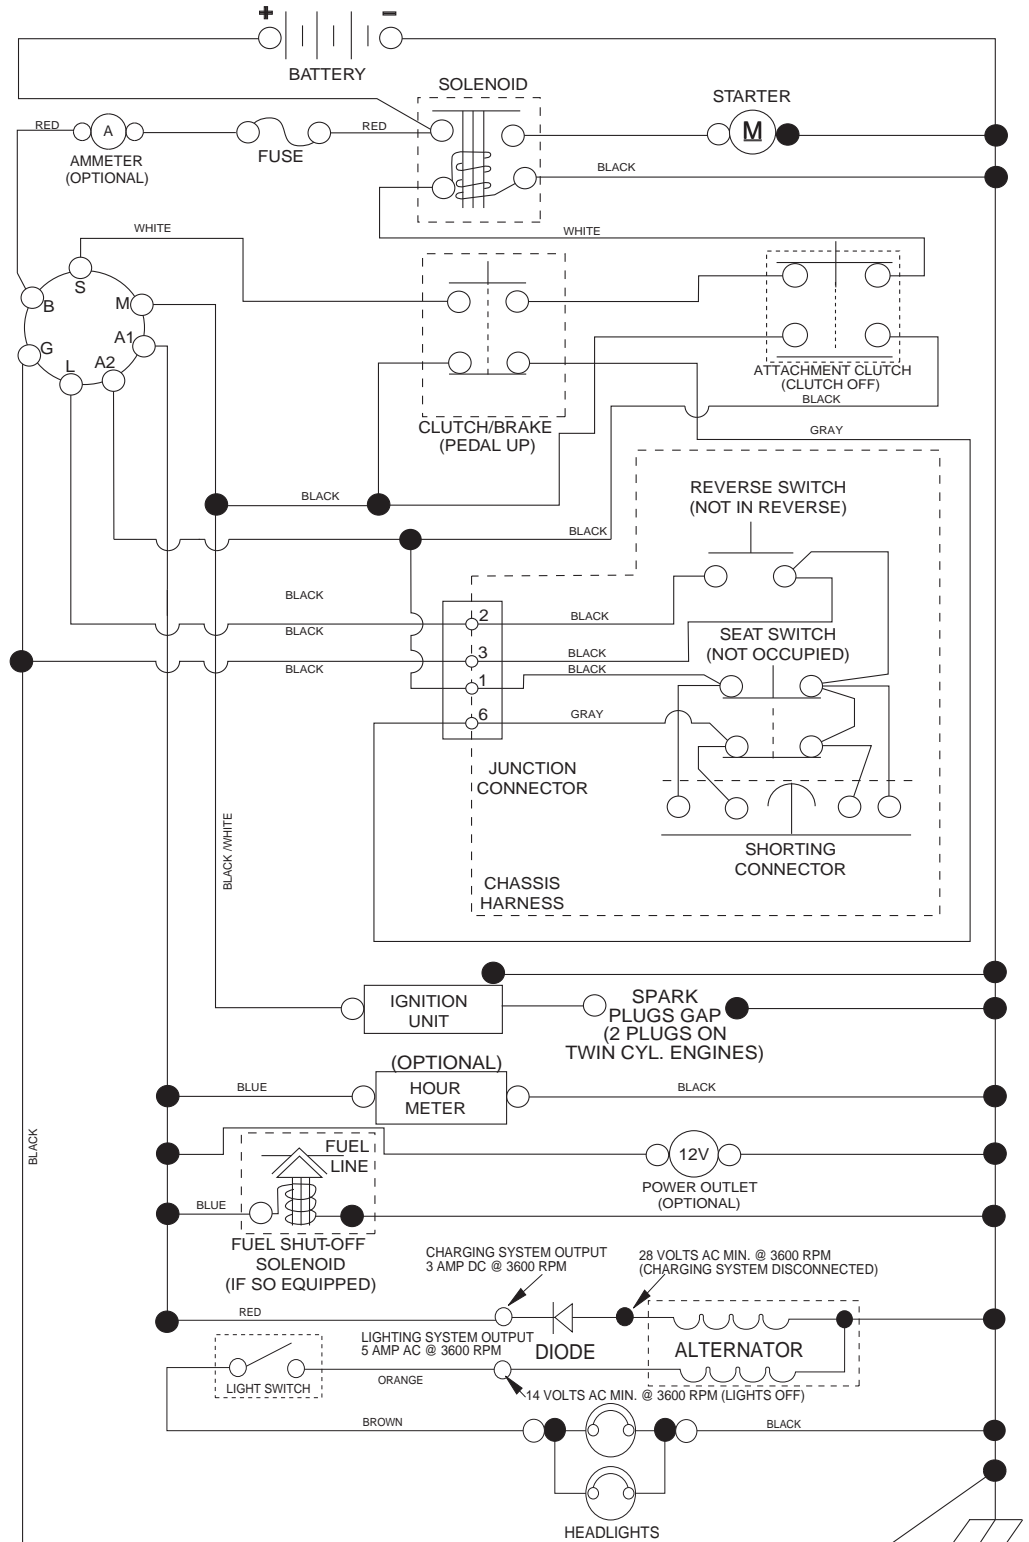 + −
BATTERY
SOLENOID
STARTER
RED
A
RED
M
AMMETER
(OPTIONAL)
FUSE
BLACK
WHITE
WHITE
S
B
M
G
A1
L
A2
ATTACHMENT CLUTCH
(CLUTCH OFF)
BLACK
CLUTCH/BRAKE
(PEDAL UP)
GRAY
REVERSE SWITCH
(NOT IN REVERSE)
BLACK
BLACK
BLACK
2
BLACK
BLACK
SEAT SWITCH
(NOT OCCUPIED)
3
BLACK
BLACK
BLACK
1
6
GRAY
JUNCTION
CONNECTOR
BLACK /WHITE
SHORTING
CONNECTOR
CHASSIS
HARNESS
IGNITION
UNIT
SPARK
PLUGS GAP
(2 PLUGS ON
TWIN CYL. ENGINES)
(OPTIONAL)
BLUE
HOUR
METER
BLACK
BLACK
FUEL
LINE
12V
POWER OUTLET
(OPTIONAL)
BLUE
FUEL SHUT-OFF
SOLENOID
(IF SO EQUIPPED)
CHARGING SYSTEM OUTPUT
3 AMP DC @ 3600 RPM
28 VOLTS AC MIN. @ 3600 RPM
(CHARGING SYSTEM DISCONNECTED)
RED
LIGHTING SYSTEM OUTPUT
5 AMP AC @ 3600 RPM
DIODE
ALTERNATOR
LIGHT SWITCH
ORANGE
14 VOLTS AC MIN. @ 3600 RPM (LIGHTS OFF)
BROWN
BLACK
HEADLIGHTS